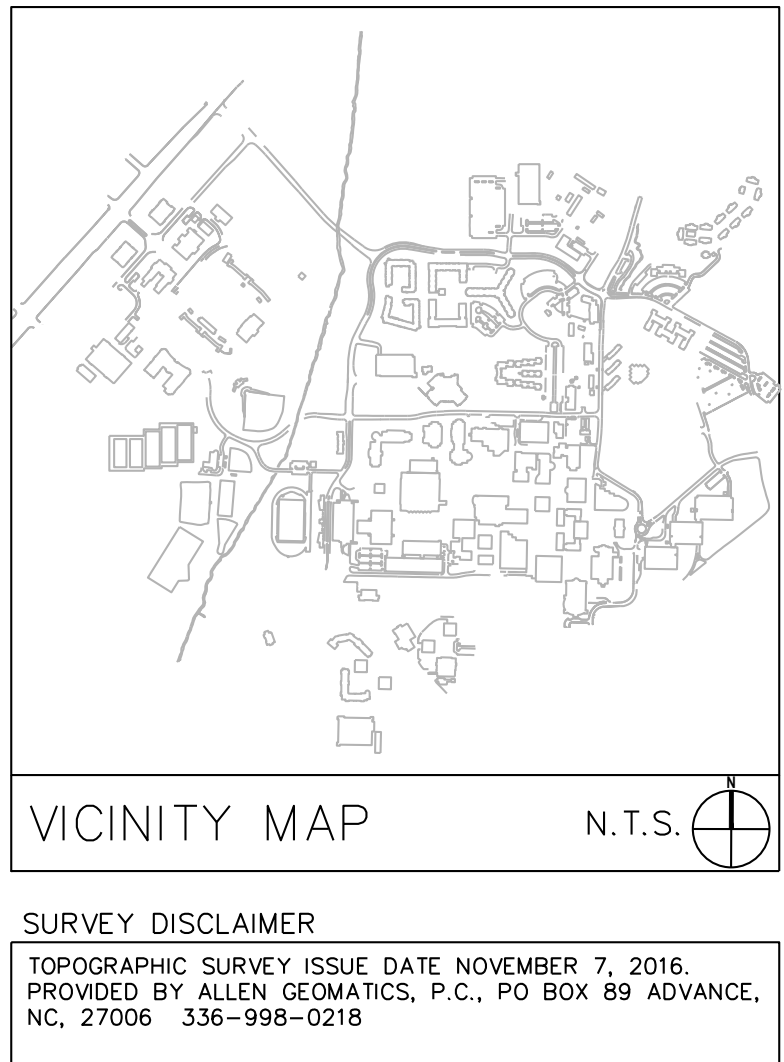 N
VICINITY MAP
N.T.S.
SURVEY DISCLAIMER
TOPOGRAPHIC SURVEY ISSUE DATE NOVEMBER 7, 2016.
PROVIDED BY ALLEN GEOMATICS, P.C., PO BOX 89 ADVANCE,
NC, 27006 336-998-0218